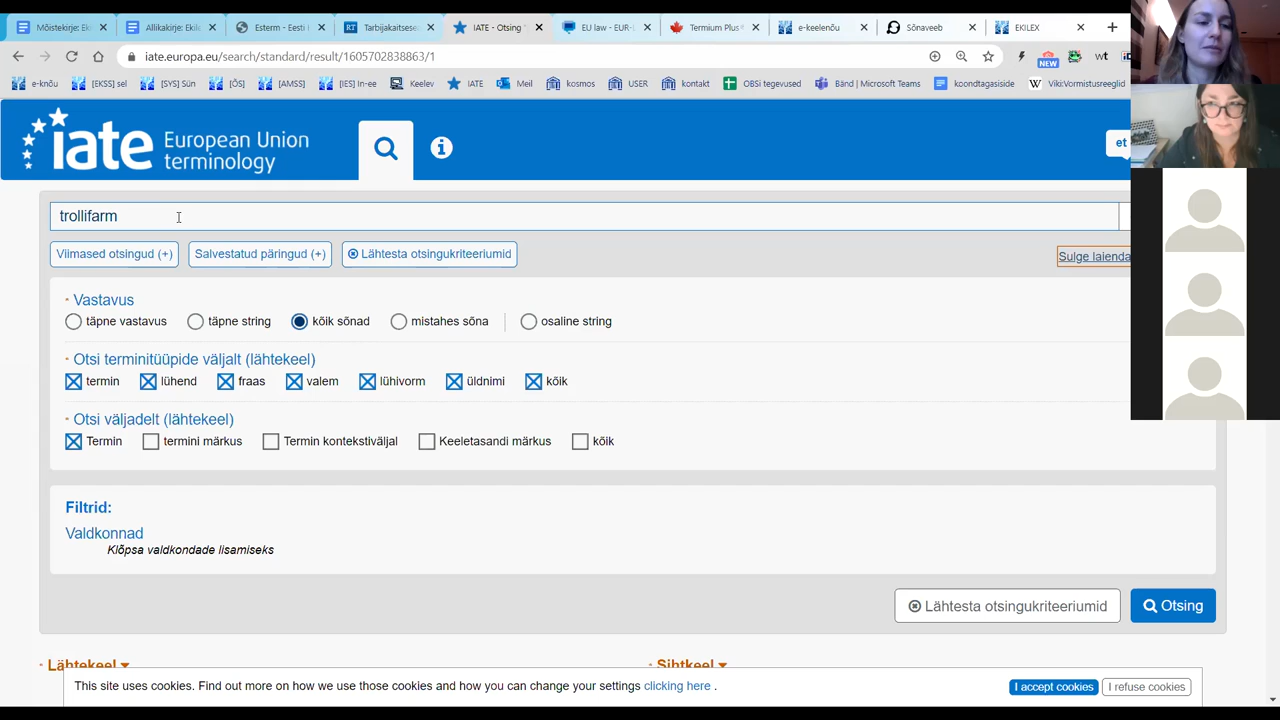 Mõistekirje: Ek
Allikakirje: Ekile
Esterm - Eesti k
RT Tarbijakaitsese
IATE - Otsing
EU law - EUR-L
Termium Plus
e-keelenõu
Sõnaveeb
EKILEX
iate.europa.eu/search/standard/result/1605702838863/1
NEW
e-knõu
[EKSS] sel
[SYS] Sün
[ÕS]
[AMSS]
[IES]in-ee
Keelev
IATE
Meil
kosmos
USER
kontakt
OBSi tegevused
Bänd | Microsoft Teams
koondtagasiside
Viki:Vormistusreeglid
iate European Union
terminology
et
trollifarm
Viimased otsingud (+)
Salvestatud päringud (+)
Lähtesta otsingukriteeriumid
Sulge laienda
Vastavus
täpne vastavus
täpne string
kõik sõnad
mistahes sõna
osaline string
Otsi terminitüüpide väljalt (lähtekeel)
termin
lühend
fraas
valem
lühivorm
üldnimi
kõik
Otsi väljadelt (lähtekeel)
Termin
termini märkus
Termin kontekstiväljal
Keeletasandi märkus
kõik
Filtrid:
Valdkonnad
Klõpsa valdkondade lisamiseks
Lähtesta otsingukriteeriumid
Otsing
Lähtekeel
Sihtkeel
This site uses cookies. Find out more on how we use those cookies and how you can change your settings clicking here .
I accept cookies
I refuse cookies